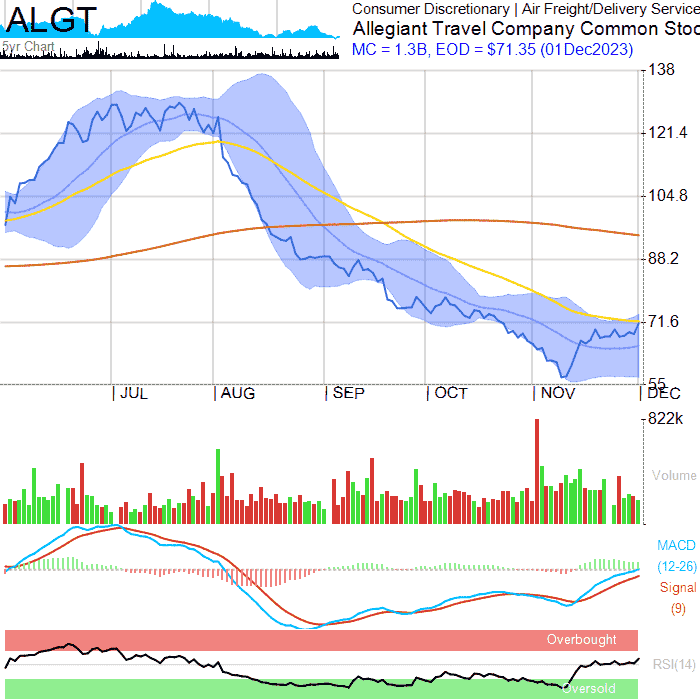 ALGT
5yr Chart
Consumer Discretionary | Air Freight/Delivery Service
Allegiant Travel Company Common Stoc
MC = 1.3B, EOD = $71.35 (01Dec2023)
138
121.4
104.8
88.2
71.6
55
JUL
AUG
SEP
OCT
NOV
DEC
822k
Volume
MACD
(12-26)
Signal
(9)
Overbought
RSI(14)
Oversold